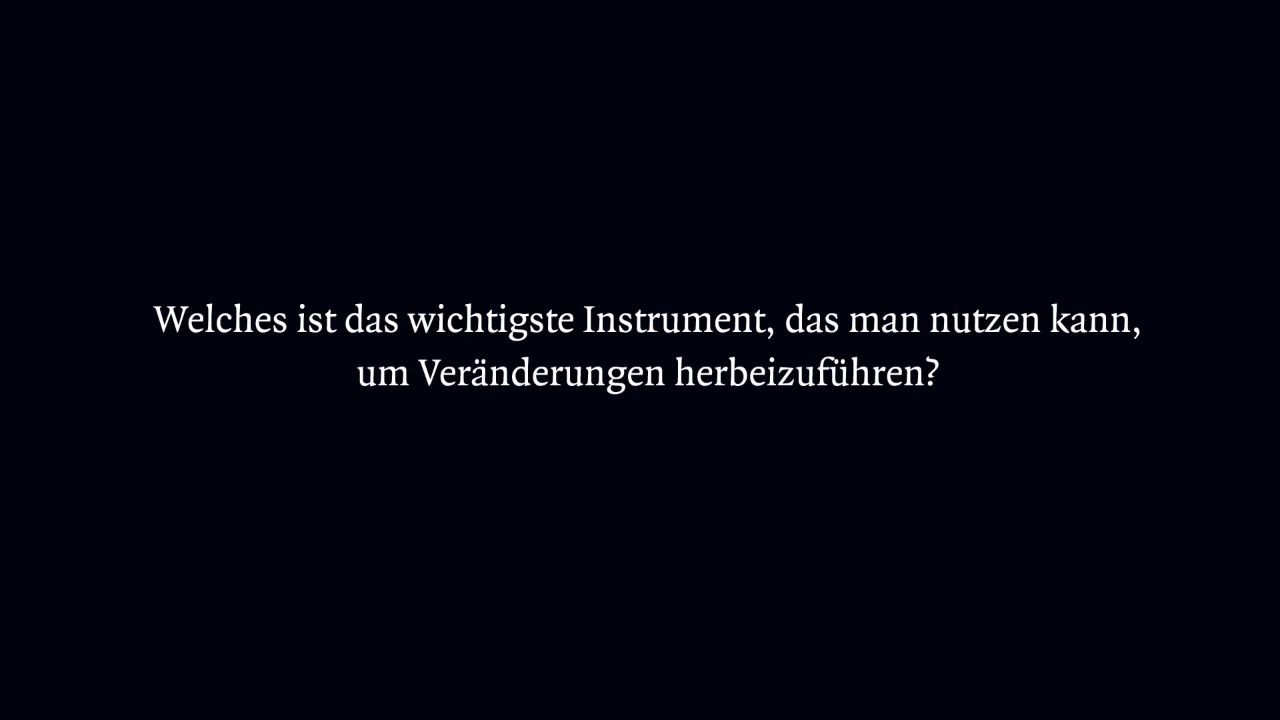 Welches ist das wichtigste Instrument, das man nutzen kann,
um Veränderungen herbeizuführen?